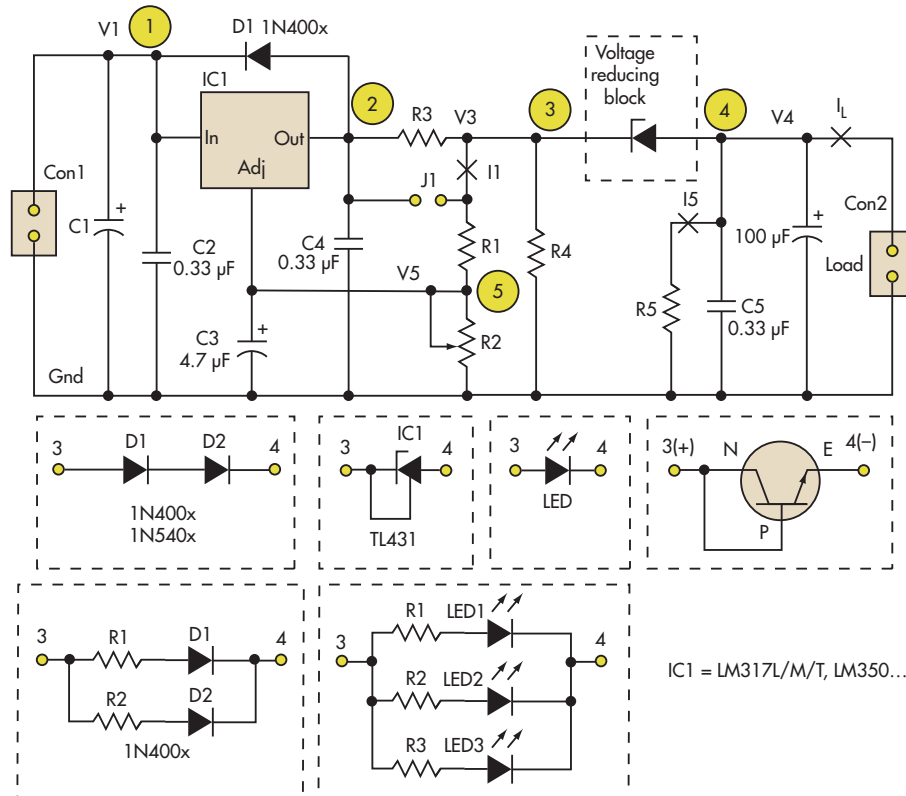 V1
1
D1 1N400x
IC1
In
Out
Adj
2
R3
V3
3
Voltage
reducing
block
4
V4
I_L
Con1
C1
+
C2
0.33 µF
C4
0.33 µF
J1
I1
R1
R4
I5
R5
100 µF
+
Con2
Load
C5
0.33 µF
V5
5
R2
C3
4.7 µF
+
Gnd
3
D1
D2
4
1N400x
1N540x
3
IC1
4
TL431
3
4
LED
3(+)
N
E
4(−)
P
3
R1
D1
4
R2
D2
1N400x
3
R1
LED1
4
R2
LED2
R3
LED3
IC1 = LM317L/M/T, LM350...